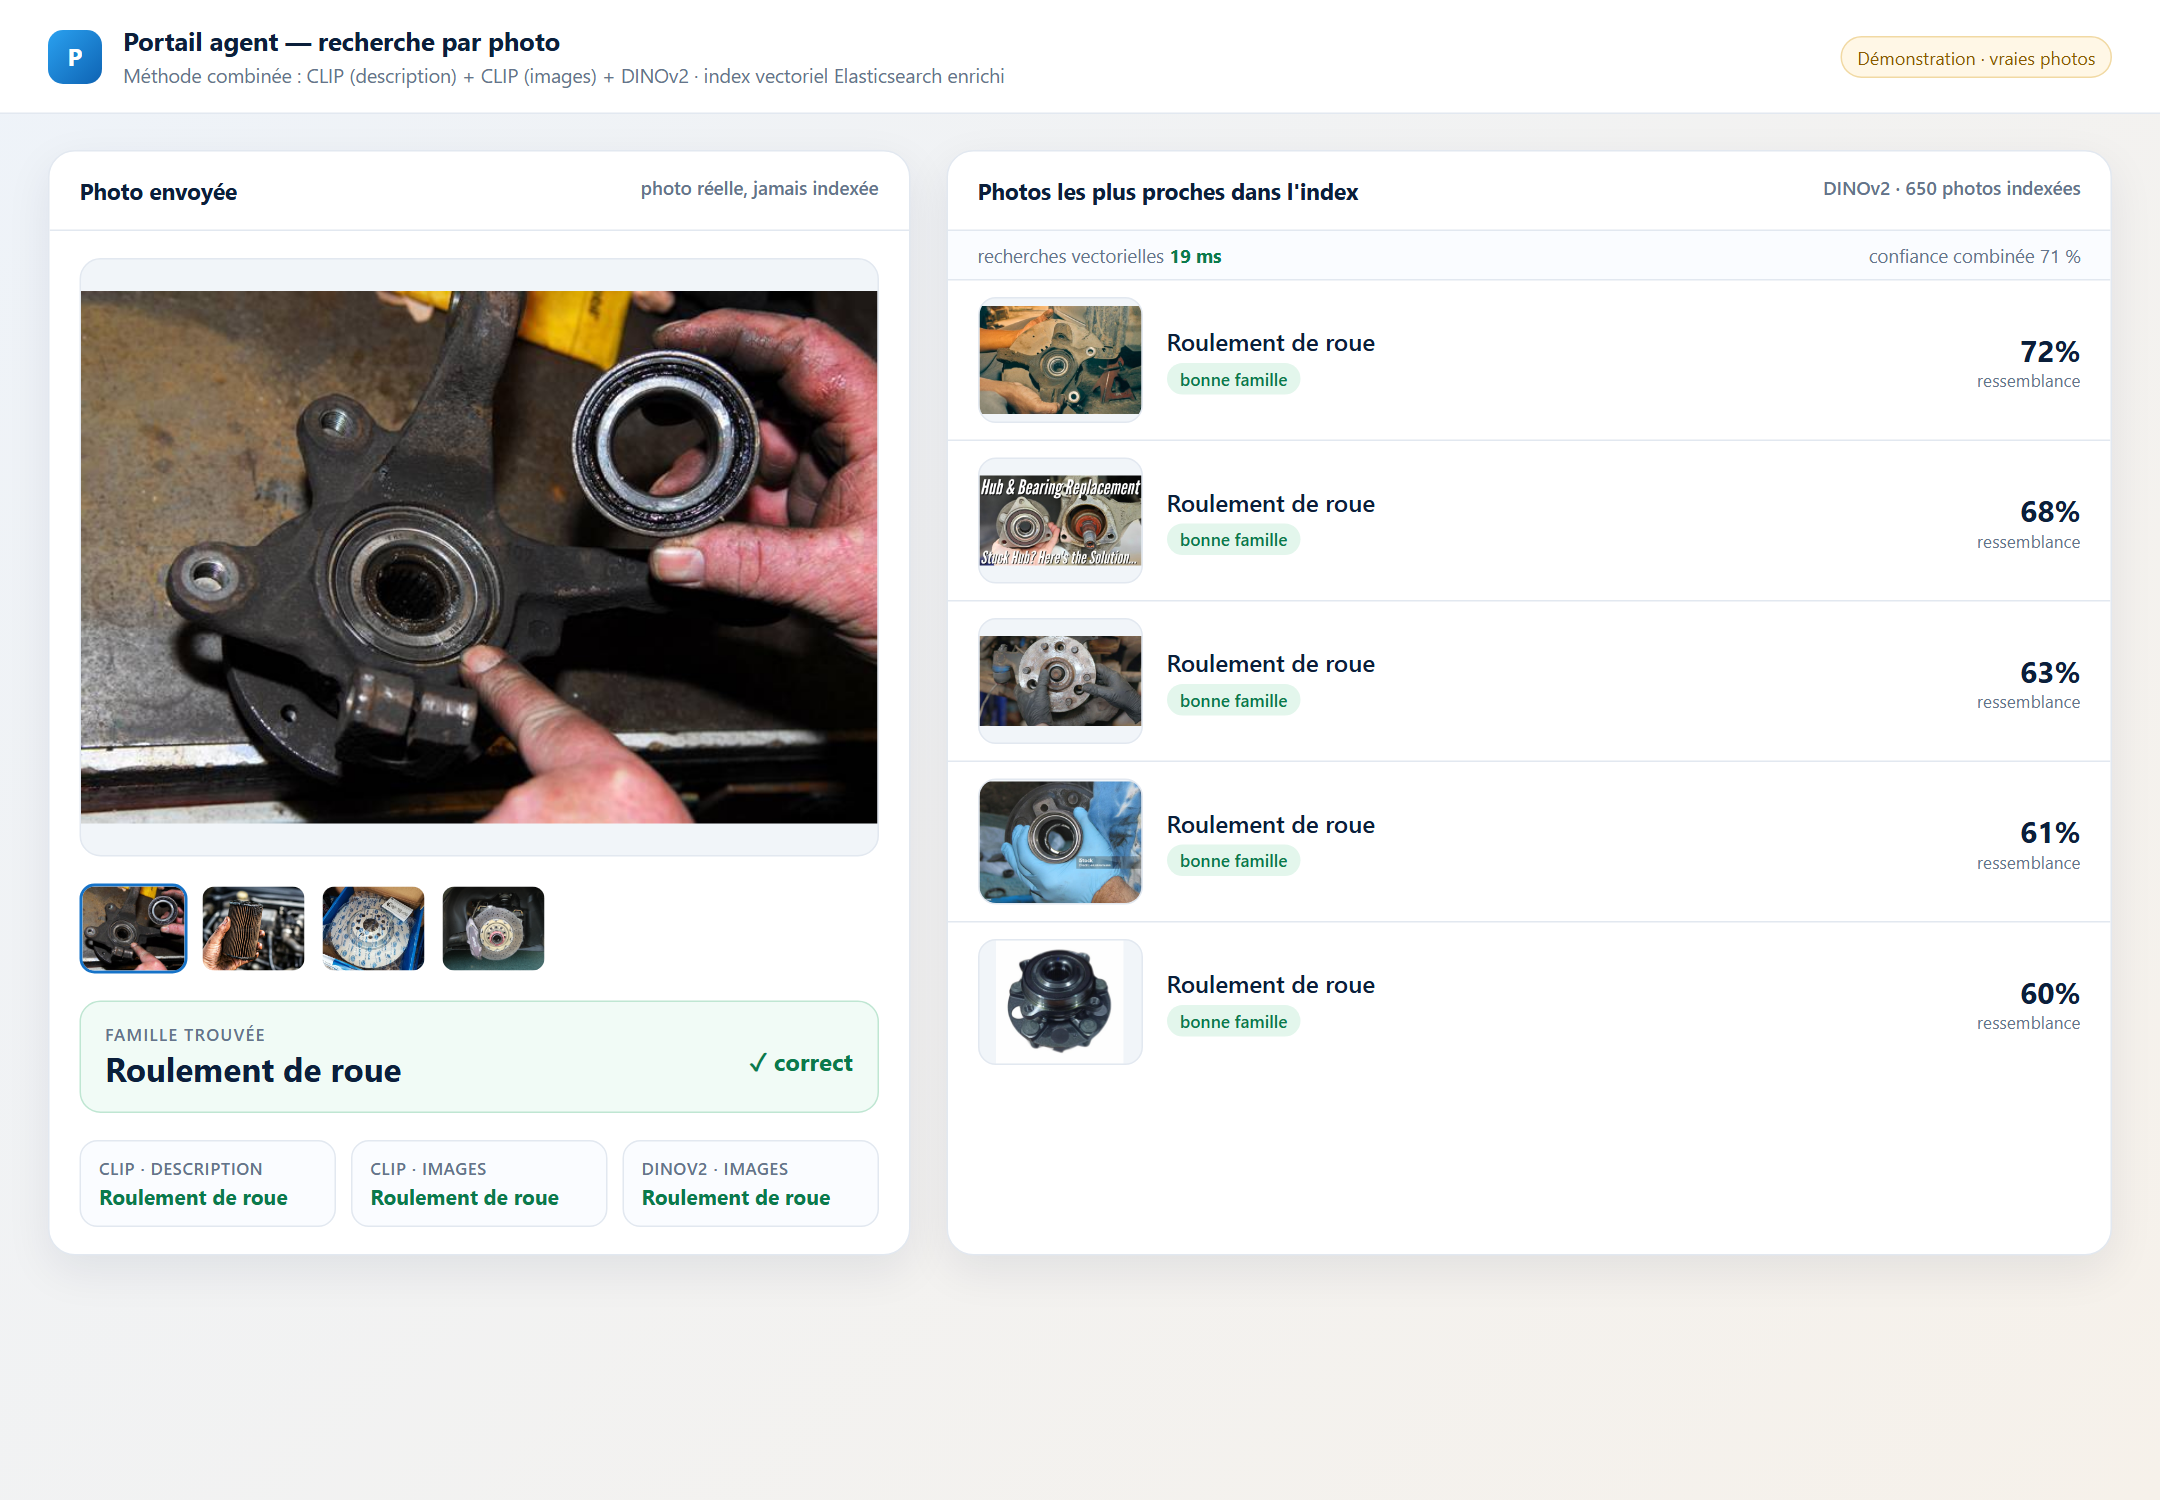 P
Portail agent — recherche par photo
Méthode combinée : CLIP (description) + CLIP (images) + DINOv2 · index vectoriel Elasticsearch enrichi
Démonstration · vraies photos
Photo envoyée
photo réelle, jamais indexée
FAMILLE TROUVÉE
Roulement de roue
✓ correct
CLIP · DESCRIPTION
Roulement de roue
CLIP · IMAGES
Roulement de roue
DINOV2 · IMAGES
Roulement de roue
Photos les plus proches dans l'index
DINOv2 · 650 photos indexées
recherches vectorielles 19 ms
confiance combinée 71 %
Roulement de roue
bonne famille
72%
ressemblance
Hub & Bearing Replacement
Stuck Hub? Here's the Solution...
Roulement de roue
bonne famille
68%
ressemblance
Roulement de roue
bonne famille
63%
ressemblance
Roulement de roue
bonne famille
61%
ressemblance
Roulement de roue
bonne famille
60%
ressemblance